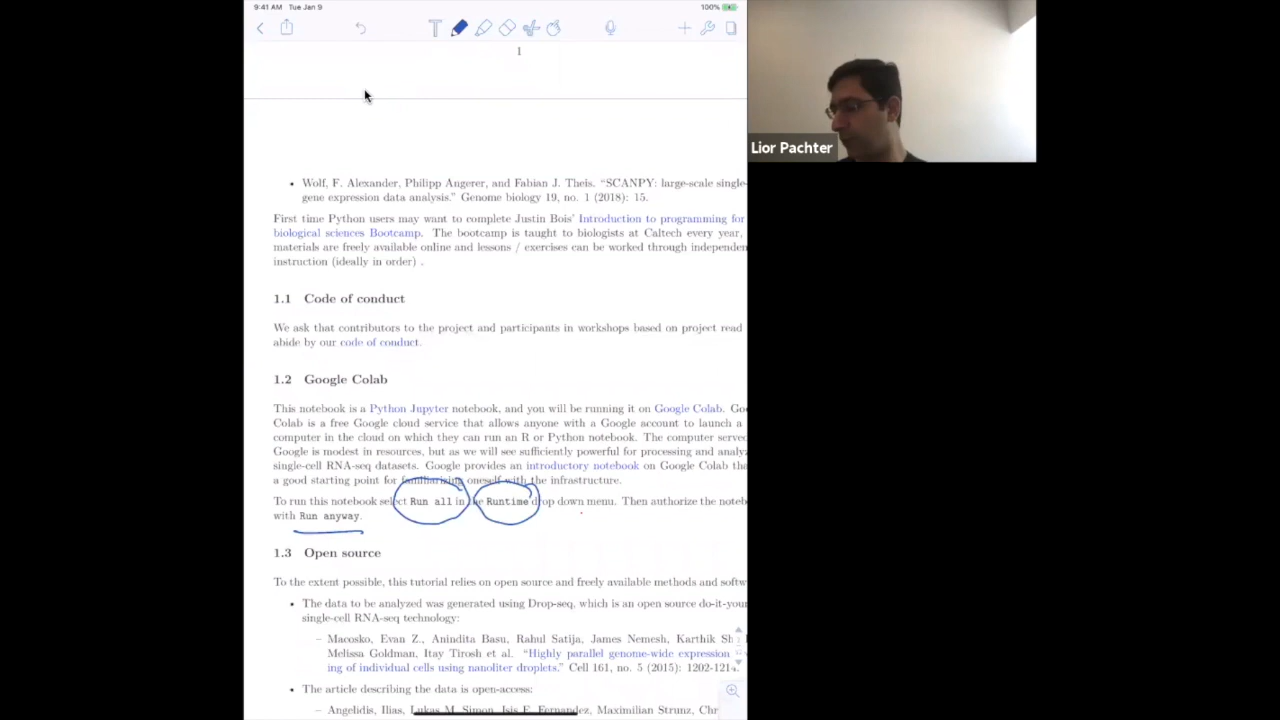 9:41 AM Tue Jan 9
100%
1
Lior Pachter
• Wolf, F. Alexander, Philipp Angerer, and Fabian J. Theis. “SCANPY: large-scale single-
gene expression data analysis.” Genome biology 19, no. 1 (2018): 15.
First time Python users may want to complete Justin Bois’ Introduction to programming for
biological sciences Bootcamp. The bootcamp is taught to biologists at Caltech every year,
materials are freely available online and lessons / exercises can be worked through independen
instruction (ideally in order) .
1.1 Code of conduct
We ask that contributors to the project and participants in workshops based on project read
abide by our code of conduct.
1.2 Google Colab
This notebook is a Python Jupyter notebook, and you will be running it on Google Colab. Goo
Colab is a free Google cloud service that allows anyone with a Google account to launch a
computer in the cloud on which they can run an R or Python notebook. The computer served
Google is modest in resources, but as we will see sufficiently powerful for processing and analyz
single-cell RNA-seq datasets. Google provides an introductory notebook on Google Colab tha
a good starting point for familiarizing oneself with the infrastructure.
To run this notebook select Run all in the Runtime drop down menu. Then authorize the noteb
with Run anyway.
1.3 Open source
To the extent possible, this tutorial relies on open source and freely available methods and softw
• The data to be analyzed was generated using Drop-seq, which is an open source do-it-your
single-cell RNA-seq technology:
– Macosko, Evan Z., Anindita Basu, Rahul Satija, James Nemesh, Karthik Sh
Melissa Goldman, Itay Tirosh et al. “Highly parallel genome-wide expression
ing of individual cells using nanoliter droplets.” Cell 161, no. 5 (2015): 1202-1214.
• The article describing the data is open-access:
– Angelidis, Ilias, Lukas M. Simon, Isis E. Fernandez, Maximilian Strunz, Chr